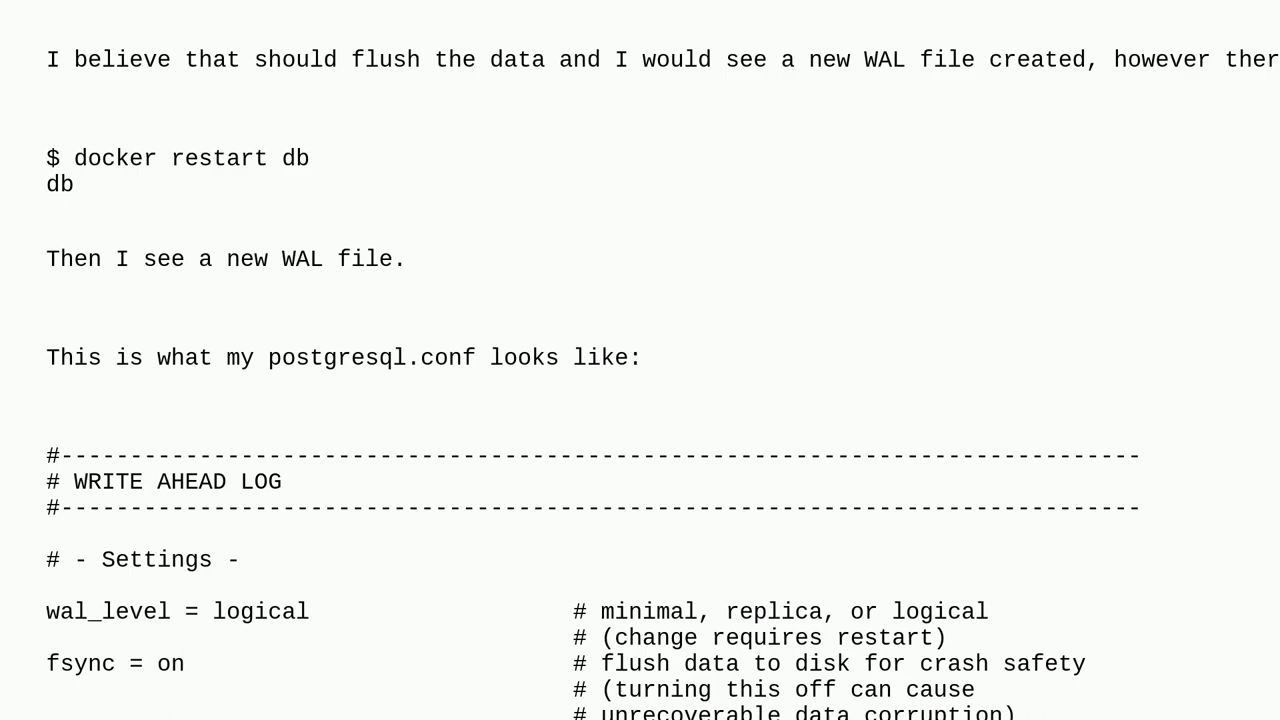 I believe that should flush the data and I would see a new WAL file created, however ther
$ docker restart db
db
Then I see a new WAL file.
This is what my postgresql.conf looks like:
#------------------------------------------------------------------------------
# WRITE AHEAD LOG
#------------------------------------------------------------------------------
# - Settings -
wal_level = logical # minimal, replica, or logical
# (change requires restart)
fsync = on # flush data to disk for crash safety
# (turning this off can cause
# unrecoverable data corruption)